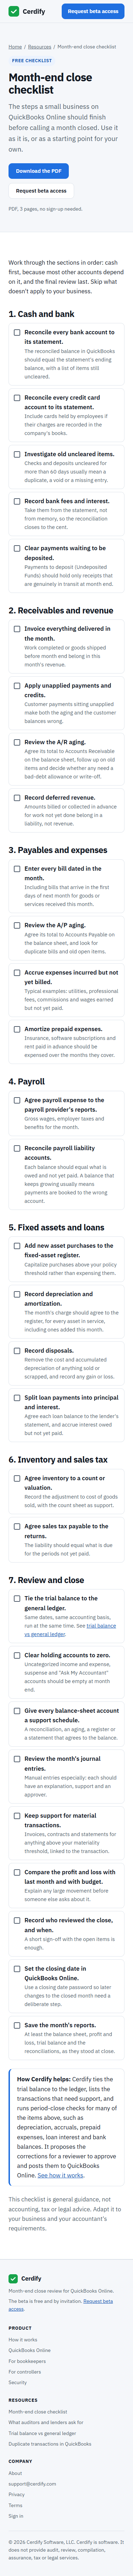 Certify
Request beta access
Home / Resources / Month-end close checklist
FREE CHECKLIST
Month-end close
checklist
The steps a small business on
QuickBooks Online should finish
before calling a month closed. Use
it as it is, or as a starting point for your
own.
Download the PDF
Request beta access
PDF, 3 pages, no sign-up needed.
Work through the sections in order: cash
first, because most other accounts depend
on it, and the final review last. Skip what
doesn't apply to your business.
1. Cash and bank
Reconcile every bank account to
its statement.
The reconciled balance in QuickBooks
should equal the statement's ending
balance, with a list of items still
uncleared.
Reconcile every credit card
account to its statement.
Include cards held by employees if
their charges are recorded in the
company's books.
Investigate old uncleared items.
Checks and deposits uncleared for
more than 60 days usually mean a
duplicate, a void or a missing entry.
Record bank fees and interest.
Take them from the statement, not
from memory, so the reconciliation
closes to the cent.
Clear payments waiting to be
deposited.
Payments to deposit (Undeposited
Funds) should hold only receipts that
are genuinely in transit at month end.
2. Receivables and revenue
Invoice everything delivered in
the month.
Work completed or goods shipped
before month end belong in this
month's revenue.
Apply unapplied payments and
credits.
Customer payments sitting unapplied
make both the aging and the customer
balances wrong.
Review the A/R aging.
Agree its total to Accounts Receivable
on the balance sheet, follow up on old
items and decide whether any need a
bad-debt allowance or write-off.
Record deferred revenue.
Amounts billed or collected in advance
for work not yet done belong in a
liability, not revenue.
3. Payables and expenses
Enter every bill dated in the
month.
Including bills that arrive in the first
days of next month for goods or
services received this month.
Review the A/P aging.
Agree its total to Accounts Payable on
the balance sheet, and look for
duplicate bills and old open items.
Accrue expenses incurred but not
yet billed.
Typical examples: utilities, professional
fees, commissions and wages earned
but not yet paid.
Amortize prepaid expenses.
Insurance, software subscriptions and
rent paid in advance should be
expensed over the months they cover.
4. Payroll
Agree payroll expense to the
payroll provider's reports.
Gross wages, employer taxes and
benefits for the month.
Reconcile payroll liability
accounts.
Each balance should equal what is
owed and not yet paid. A balance that
keeps growing usually means
payments are booked to the wrong
account.
5. Fixed assets and loans
Add new asset purchases to the
fixed-asset register.
Capitalize purchases above your policy
threshold rather than expensing them.
Record depreciation and
amortization.
The month's charge should agree to the
register, for every asset in service,
including ones added this month.
Record disposals.
Remove the cost and accumulated
depreciation of anything sold or
scrapped, and record any gain or loss.
Split loan payments into principal
and interest.
Agree each loan balance to the lender's
statement, and accrue interest owed
but not yet paid.
6. Inventory and sales tax
Agree inventory to a count or
valuation.
Record the adjustment to cost of goods
sold, with the count sheet as support.
Agree sales tax payable to the
returns.
The liability should equal what is due
for the periods not yet paid.
7. Review and close
Tie the trial balance to the
general ledger.
Same dates, same accounting basis,
run at the same time. See trial balance
vs general ledger.
Clear holding accounts to zero.
Uncategorized income and expense,
suspense and "Ask My Accountant"
accounts should be empty at month
end.
Give every balance-sheet account
a support schedule.
A reconciliation, an aging, a register or
a statement that agrees to the balance.
Review the month's journal
entries.
Manual entries especially: each should
have an explanation, support and an
approver.
Keep support for material
transactions.
Invoices, contracts and statements for
anything above your materiality
threshold, linked to the transaction.
Compare the profit and loss with
last month and with budget.
Explain any large movement before
someone else asks about it.
Record who reviewed the close,
and when.
A short sign-off with the open items is
enough.
Set the closing date in
QuickBooks Online.
Use a closing date password so later
changes to the closed month need a
deliberate step.
Save the month's reports.
At least the balance sheet, profit and
loss, trial balance and the
reconciliations, as they stood at close.
How Cerdify helps: Cerdify ties the
trial balance to the ledger, lists the
transactions that need support, and
runs period-close checks for many of
the items above, such as
depreciation, accruals, prepaid
expenses, loan interest and bank
balances. It proposes the
corrections for a reviewer to approve
and posts them to QuickBooks
Online. See how it works.
This checklist is general guidance, not
accounting, tax or legal advice. Adapt it to
your business and your accountant's
requirements.
Cerdify
Month-end close review for QuickBooks Online.
The beta is free and by invitation. Request beta
access.
PRODUCT
How it works
QuickBooks Online
For bookkeepers
For controllers
Security
RESOURCES
Month-end close checklist
What auditors and lenders ask for
Trial balance vs general ledger
Duplicate transactions in QuickBooks
COMPANY
About
support@cerdify.com
Privacy
Terms
Sign in
© 2026 Cerdify Software, LLC. Cerdify is software. It
does not provide audit, review, compilation,
assurance, tax or legal services.